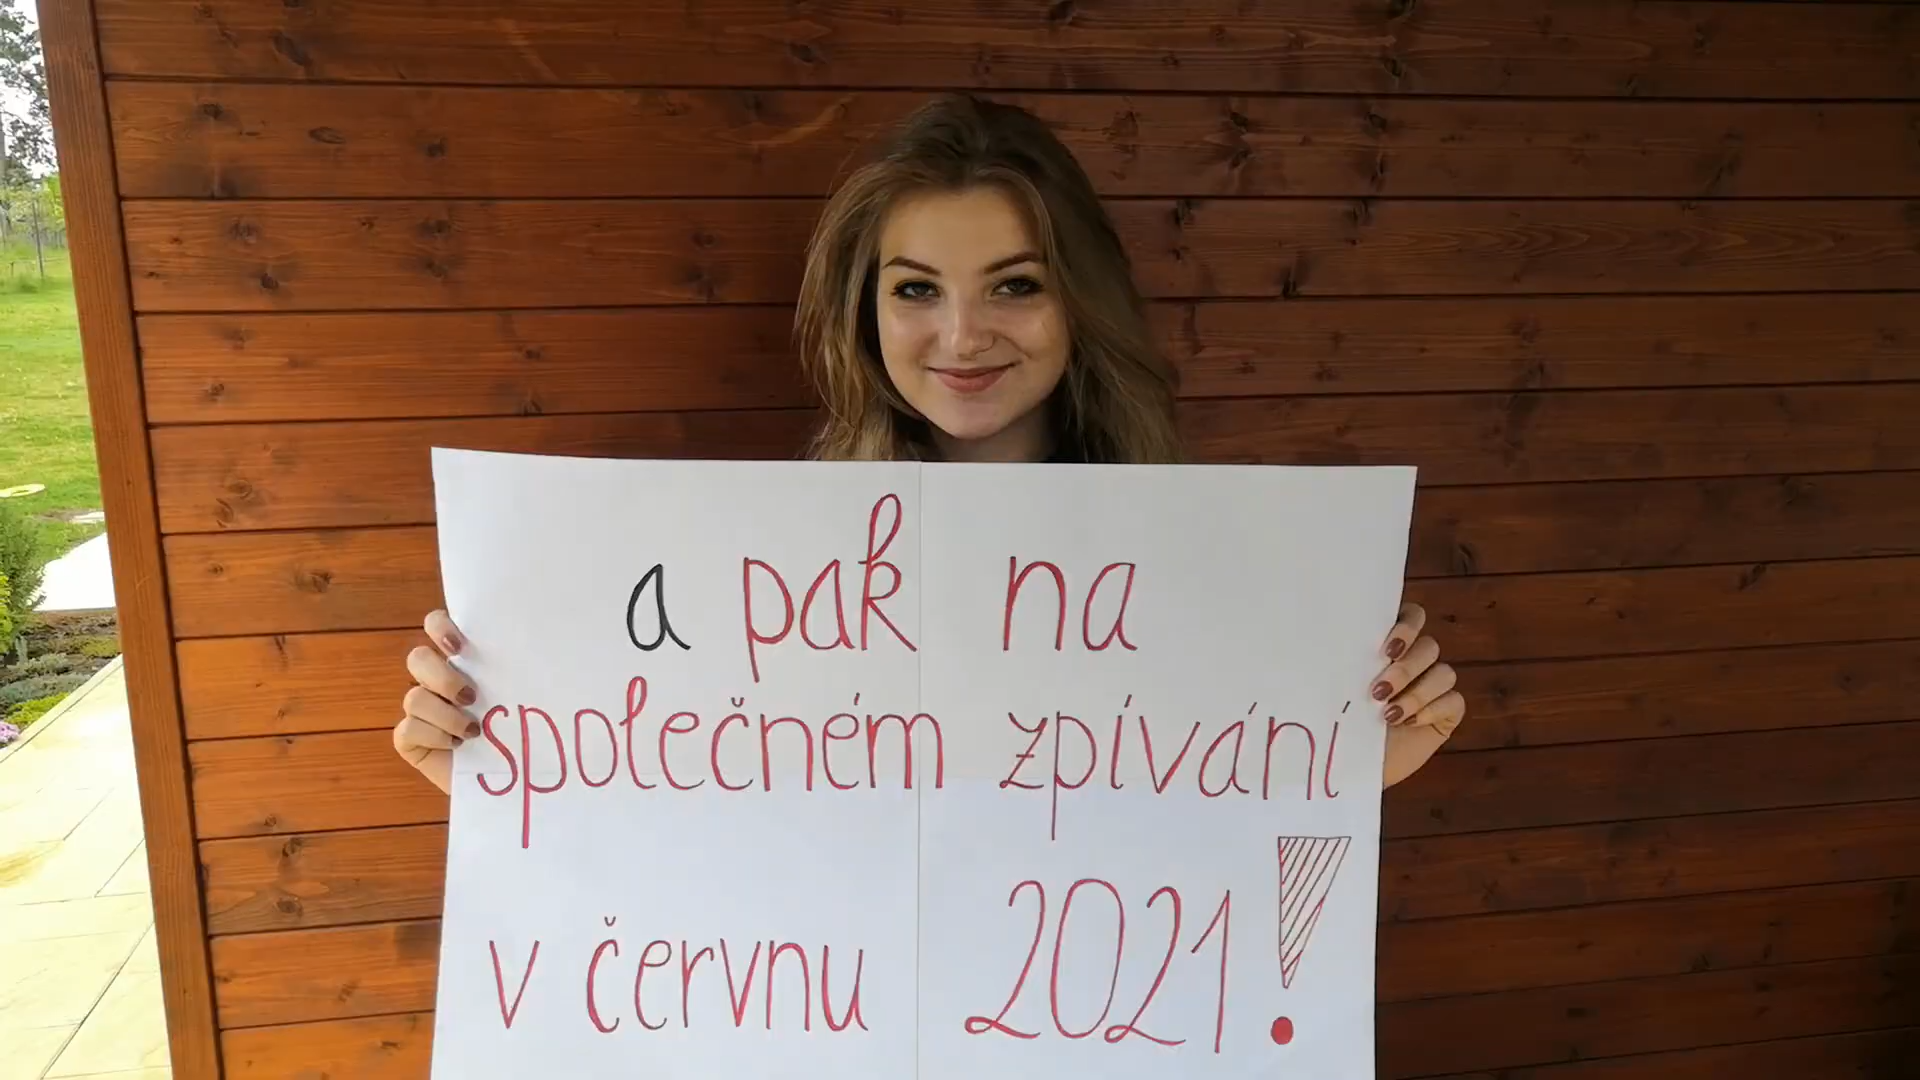 a pak na
společném zpívání
v červnu 2021!